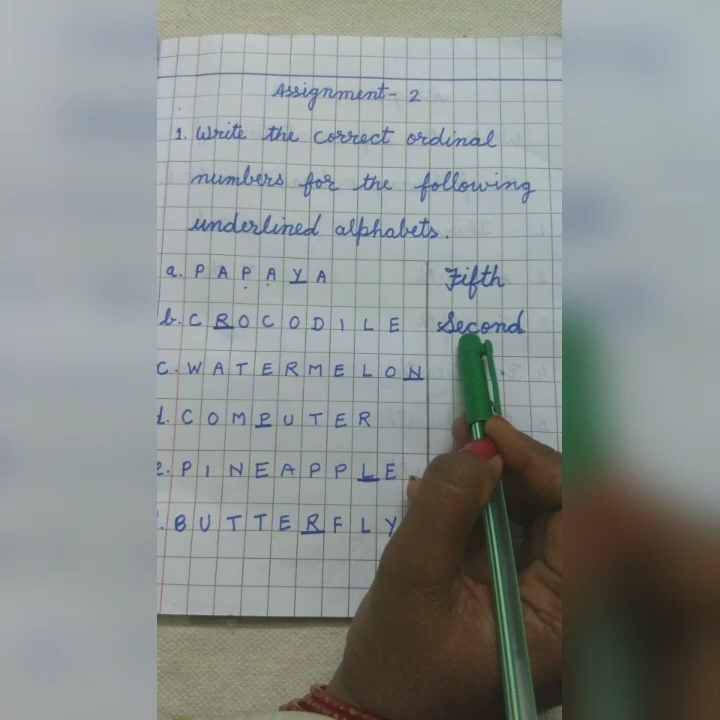 Assignment- 2
1. Write the correct ordinal
numbers for the following
underlined alphabets.
a. P A P A Y A Fifth
b. C R O C O D I L E Second
c. W A T E R M E L O N
d. C O M P U T E R
e. P I N E A P P L E
B U T T E R F L Y